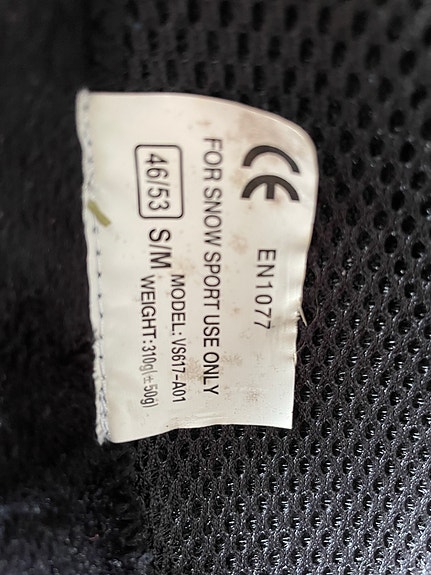 CE EN1077
FOR SNOW SPORT USE ONLY
46/53 S/M MODEL:VS617-A01
WEIGHT:310g(±50g)